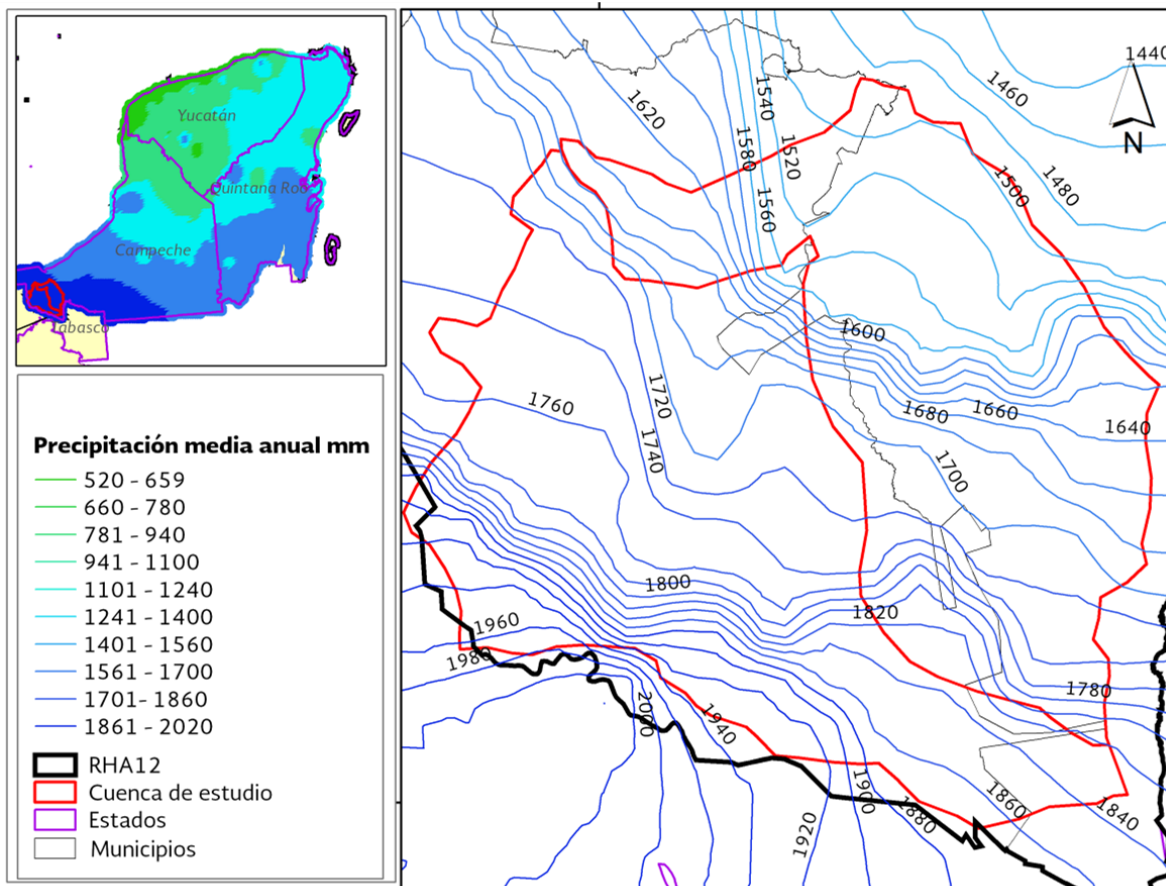 Yucatán
Quintana Roo
Campeche
Tabasco
Precipitación media anual mm
520 - 659
660 - 780
781 - 940
941 - 1100
1101 - 1240
1241 - 1400
1401 - 1560
1561 - 1700
1701- 1860
1861 - 2020
RHA12
Cuenca de estudio
Estados
Municipios
1440
1460
N
1620
1540
1580
1520
1560
1480
1500
1600
1720
1760
1740
1680
1660
1640
1700
1800
1820
1960
1980
2000
1940
1780
1900
1880
1860
1840
1920